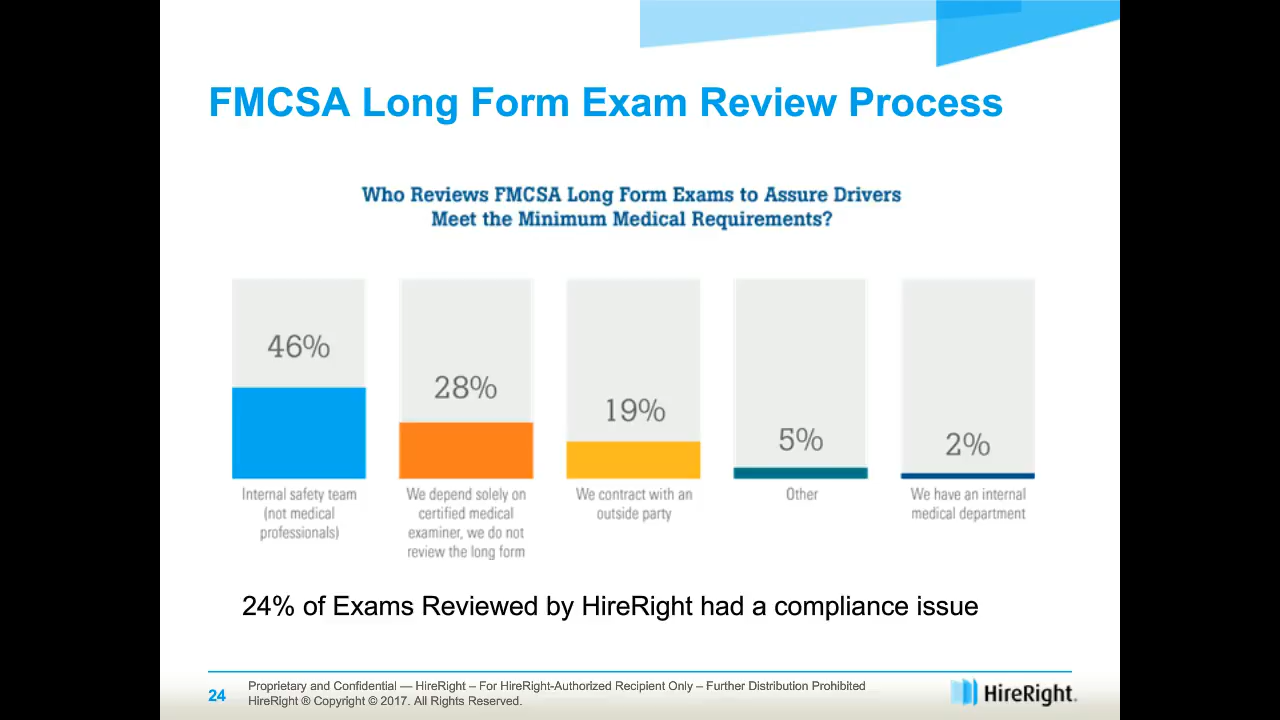 FMCSA Long Form Exam Review Process
Who Reviews FMCSA Long Form Exams to Assure Drivers
Meet the Minimum Medical Requirements?
46%
28%
19%
5%
2%
Internal safety team
(not medical
professionals)
We depend solely on
certified medical
examiner, we do not
review the long form
We contract with an
outside party
Other
We have an internal
medical department
24% of Exams Reviewed by HireRight had a compliance issue
24
Proprietary and Confidential — HireRight – For HireRight-Authorized Recipient Only – Further Distribution Prohibited
HireRight ® Copyright © 2017. All Rights Reserved.
HireRight.